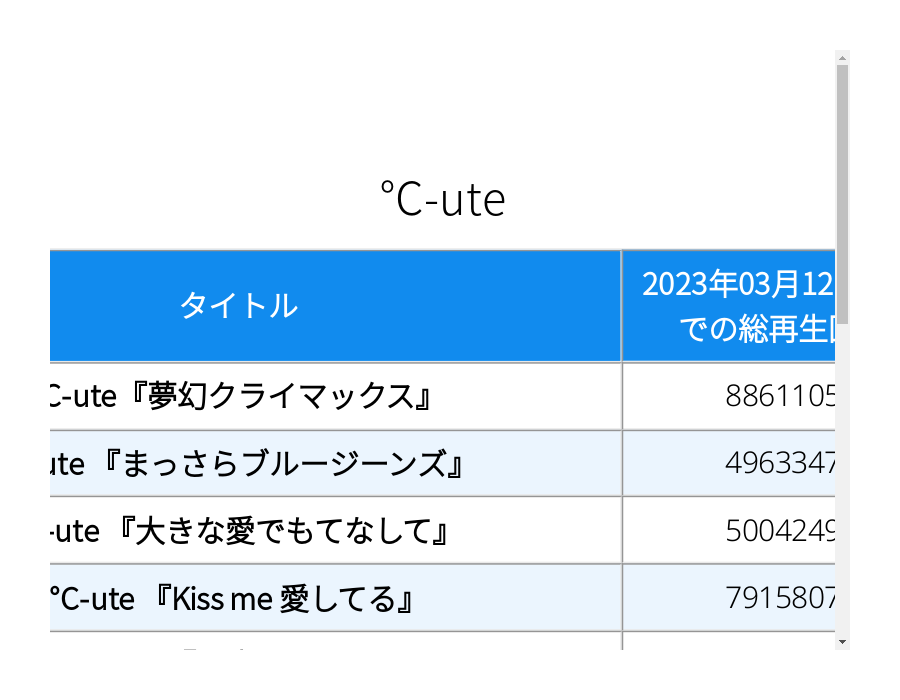 ℃-ute
タイトル
2023年03月12
での総再生
C-ute『夢幻クライマックス』
8861105
ute 『まっさらブルージーンズ』
4963347
-ute 『大きな愛でもてなして』
5004249
℃-ute 『Kiss me 愛してる』
7915807